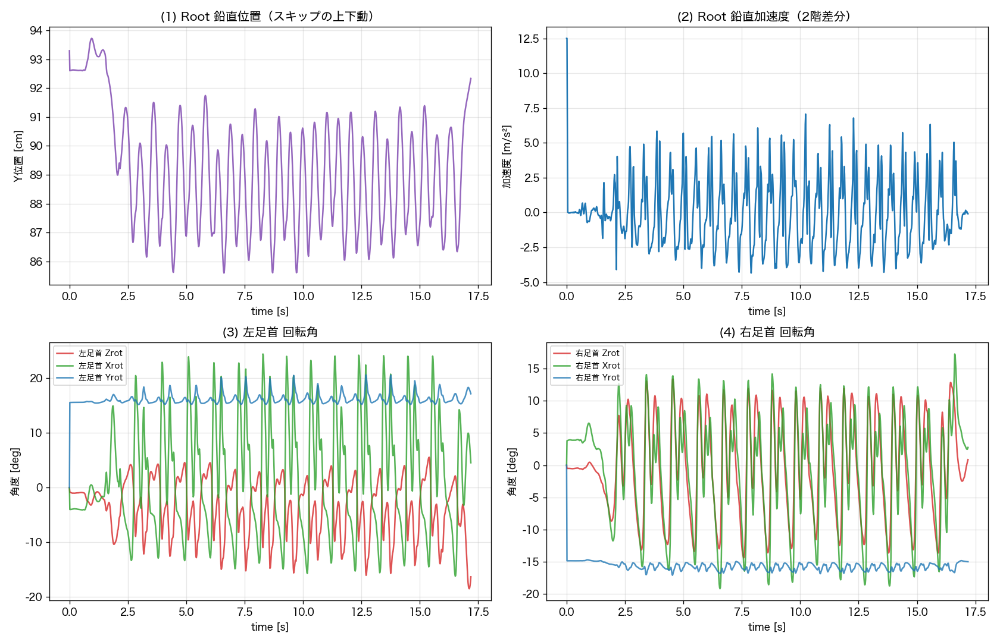 (1) Root 鉛直位置（スキップの上下動）
94
93
92
91
90
89
88
87
86
Y位置 [cm]
0.0 2.5 5.0 7.5 10.0 12.5 15.0 17.5
time [s]
(2) Root 鉛直加速度（2階差分）
12.5
10.0
7.5
5.0
2.5
0.0
-2.5
-5.0
加速度 [m/s²]
0.0 2.5 5.0 7.5 10.0 12.5 15.0 17.5
time [s]
(3) 左足首 回転角
左足首 Zrot
左足首 Xrot
左足首 Yrot
20
10
0
-10
-20
角度 [deg]
0.0 2.5 5.0 7.5 10.0 12.5 15.0 17.5
time [s]
(4) 右足首 回転角
右足首 Zrot
右足首 Xrot
右足首 Yrot
15
10
5
0
-5
-10
-15
-20
角度 [deg]
0.0 2.5 5.0 7.5 10.0 12.5 15.0 17.5
time [s]